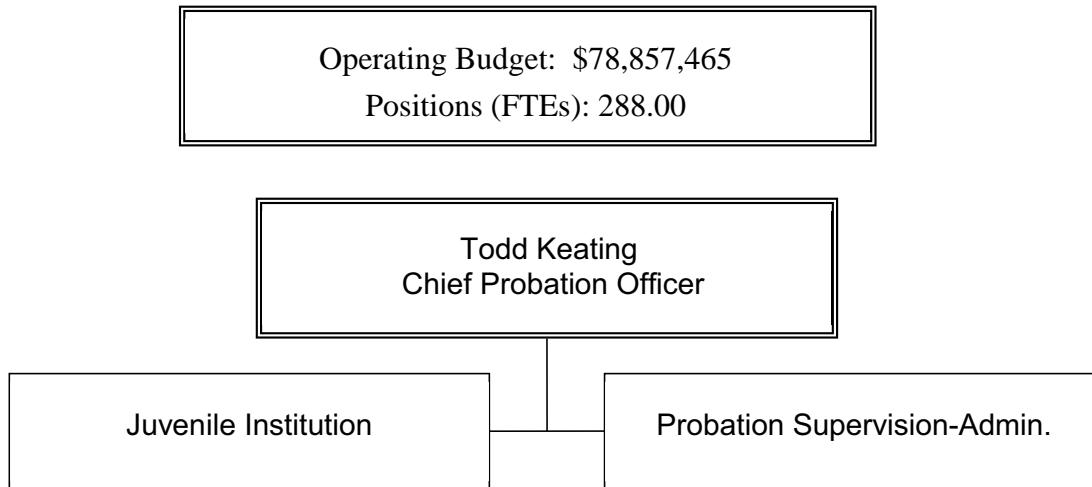 Operating Budget:  $78,857,465
Positions (FTEs): 288.00
Todd Keating
Chief Probation Officer
Juvenile Institution
Probation Supervision-Admin.